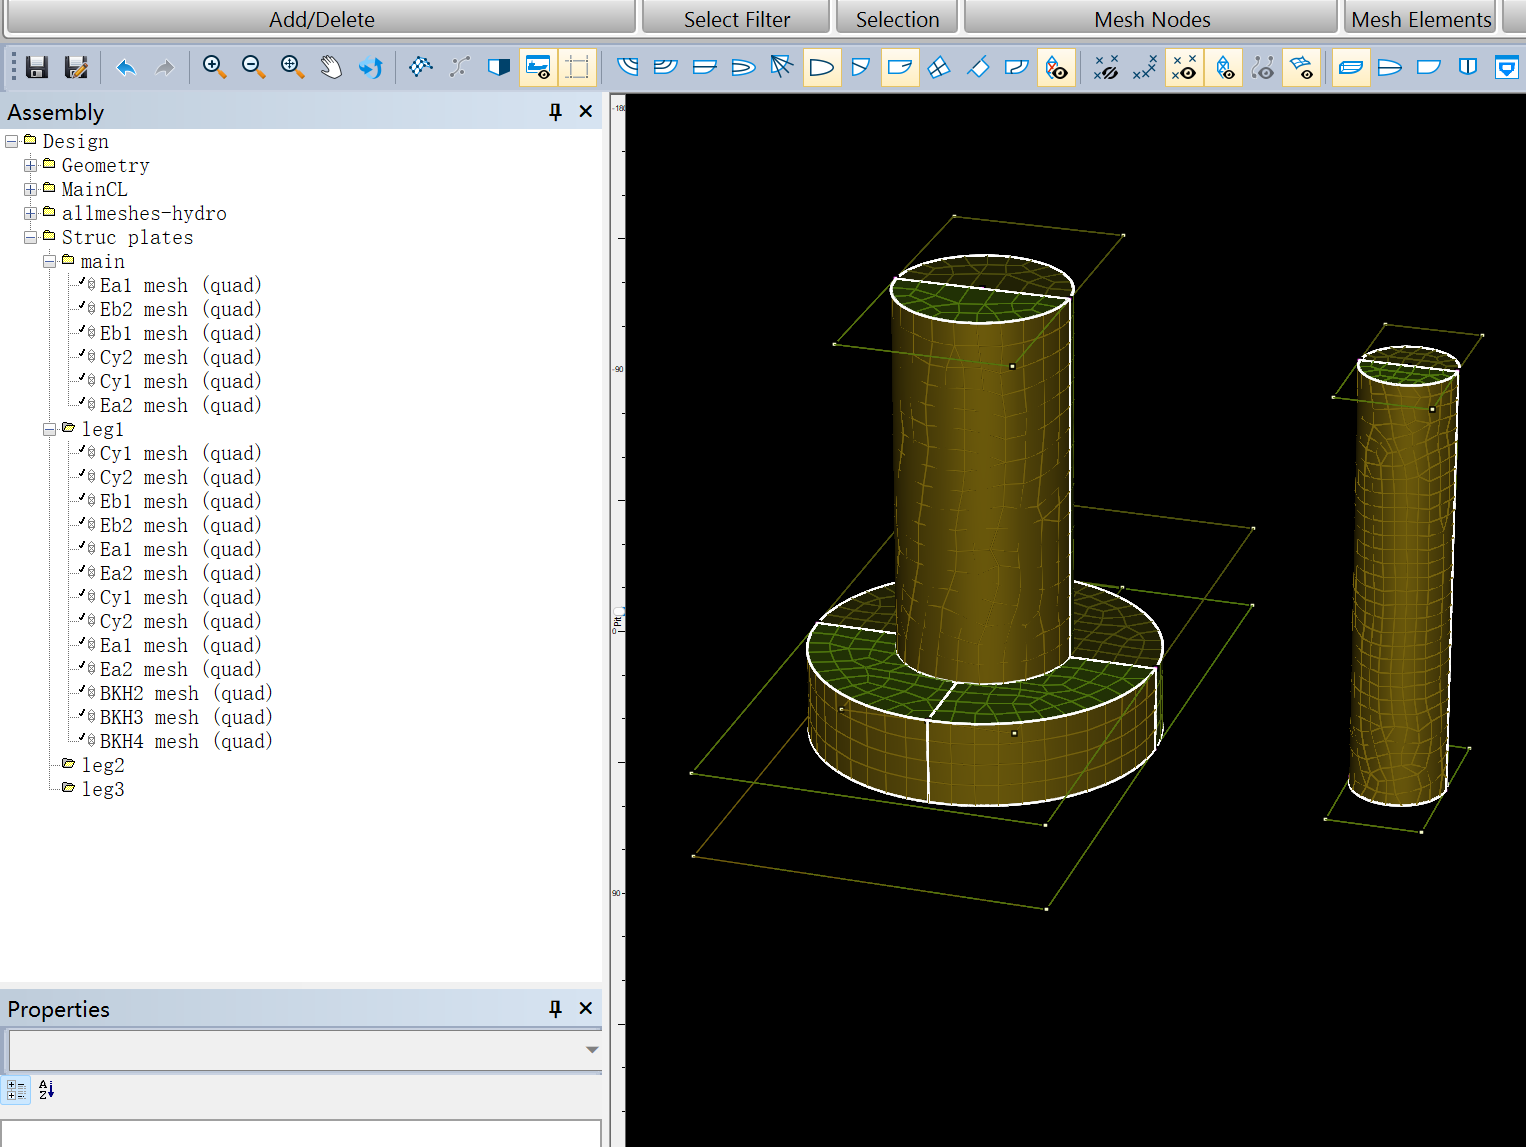 Add/Delete
Select Filter
Selection
Mesh Nodes
Mesh Elements
Assembly
Design
Geometry
MainCL
allmeshes-hydro
Struc plates
main
Ea1 mesh (quad)
Eb2 mesh (quad)
Eb1 mesh (quad)
Cy2 mesh (quad)
Cy1 mesh (quad)
Ea2 mesh (quad)
leg1
Cy1 mesh (quad)
Cy2 mesh (quad)
Eb1 mesh (quad)
Eb2 mesh (quad)
Ea1 mesh (quad)
Ea2 mesh (quad)
Cy1 mesh (quad)
Cy2 mesh (quad)
Ea1 mesh (quad)
Ea2 mesh (quad)
BKH2 mesh (quad)
BKH3 mesh (quad)
BKH4 mesh (quad)
leg2
leg3
Properties
A
Z
-180
-90
Pit
0
90